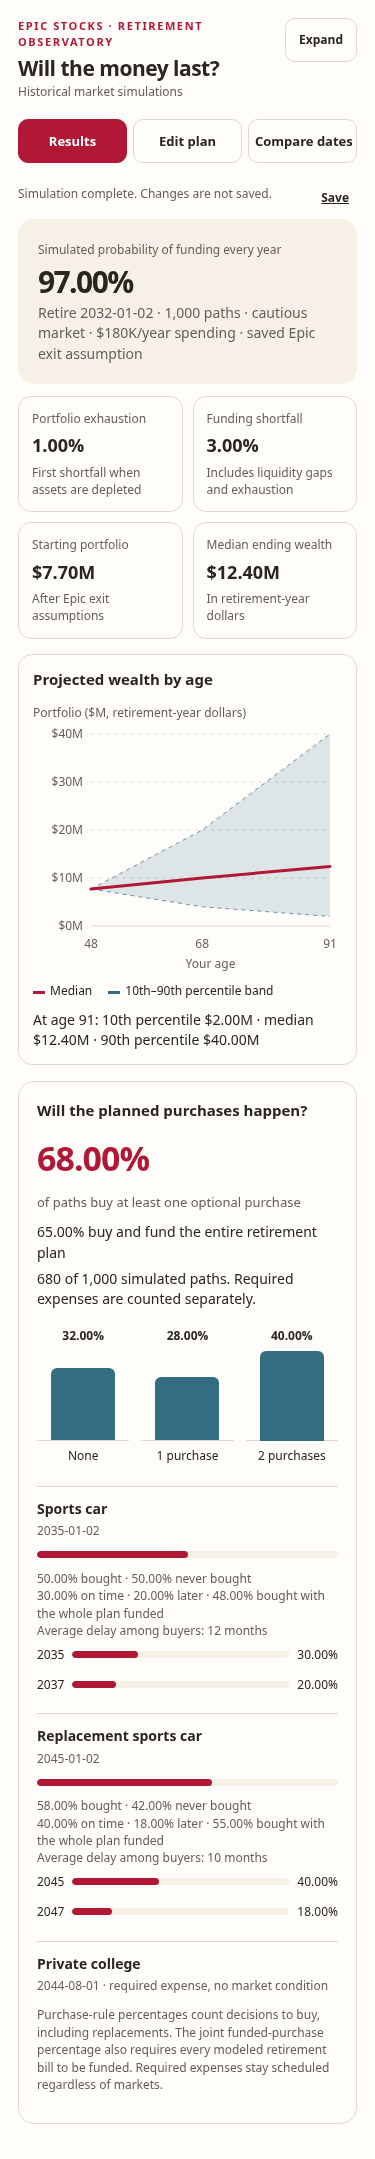 EPIC STOCKS · RETIREMENT
OBSERVATORY
Expand
Will the money last?
Historical market simulations
Results
Edit plan
Compare dates
Simulation complete. Changes are not saved.
Save
Simulated probability of funding every year
97.00%
Retire 2032-01-02 · 1,000 paths · cautious
market · $180K/year spending · saved Epic
exit assumption
Portfolio exhaustion
1.00%
First shortfall when
assets are depleted
Funding shortfall
3.00%
Includes liquidity gaps
and exhaustion
Starting portfolio
$7.70M
After Epic exit
assumptions
Median ending wealth
$12.40M
In retirement-year
dollars
Projected wealth by age
Portfolio ($M, retirement-year dollars)
$40M
$30M
$20M
$10M
$0M
48
68
91
Your age
Median
10th–90th percentile band
At age 91: 10th percentile $2.00M · median
$12.40M · 90th percentile $40.00M
Will the planned purchases happen?
68.00%
of paths buy at least one optional purchase
65.00% buy and fund the entire retirement
plan
680 of 1,000 simulated paths. Required
expenses are counted separately.
32.00%
28.00%
40.00%
None
1 purchase
2 purchases
Sports car
2035-01-02
50.00% bought · 50.00% never bought
30.00% on time · 20.00% later · 48.00% bought with
the whole plan funded
Average delay among buyers: 12 months
2035
30.00%
2037
20.00%
Replacement sports car
2045-01-02
58.00% bought · 42.00% never bought
40.00% on time · 18.00% later · 55.00% bought with
the whole plan funded
Average delay among buyers: 10 months
2045
40.00%
2047
18.00%
Private college
2044-08-01 · required expense, no market condition
Purchase-rule percentages count decisions to buy,
including replacements. The joint funded-purchase
percentage also requires every modeled retirement
bill to be funded. Required expenses stay scheduled
regardless of markets.